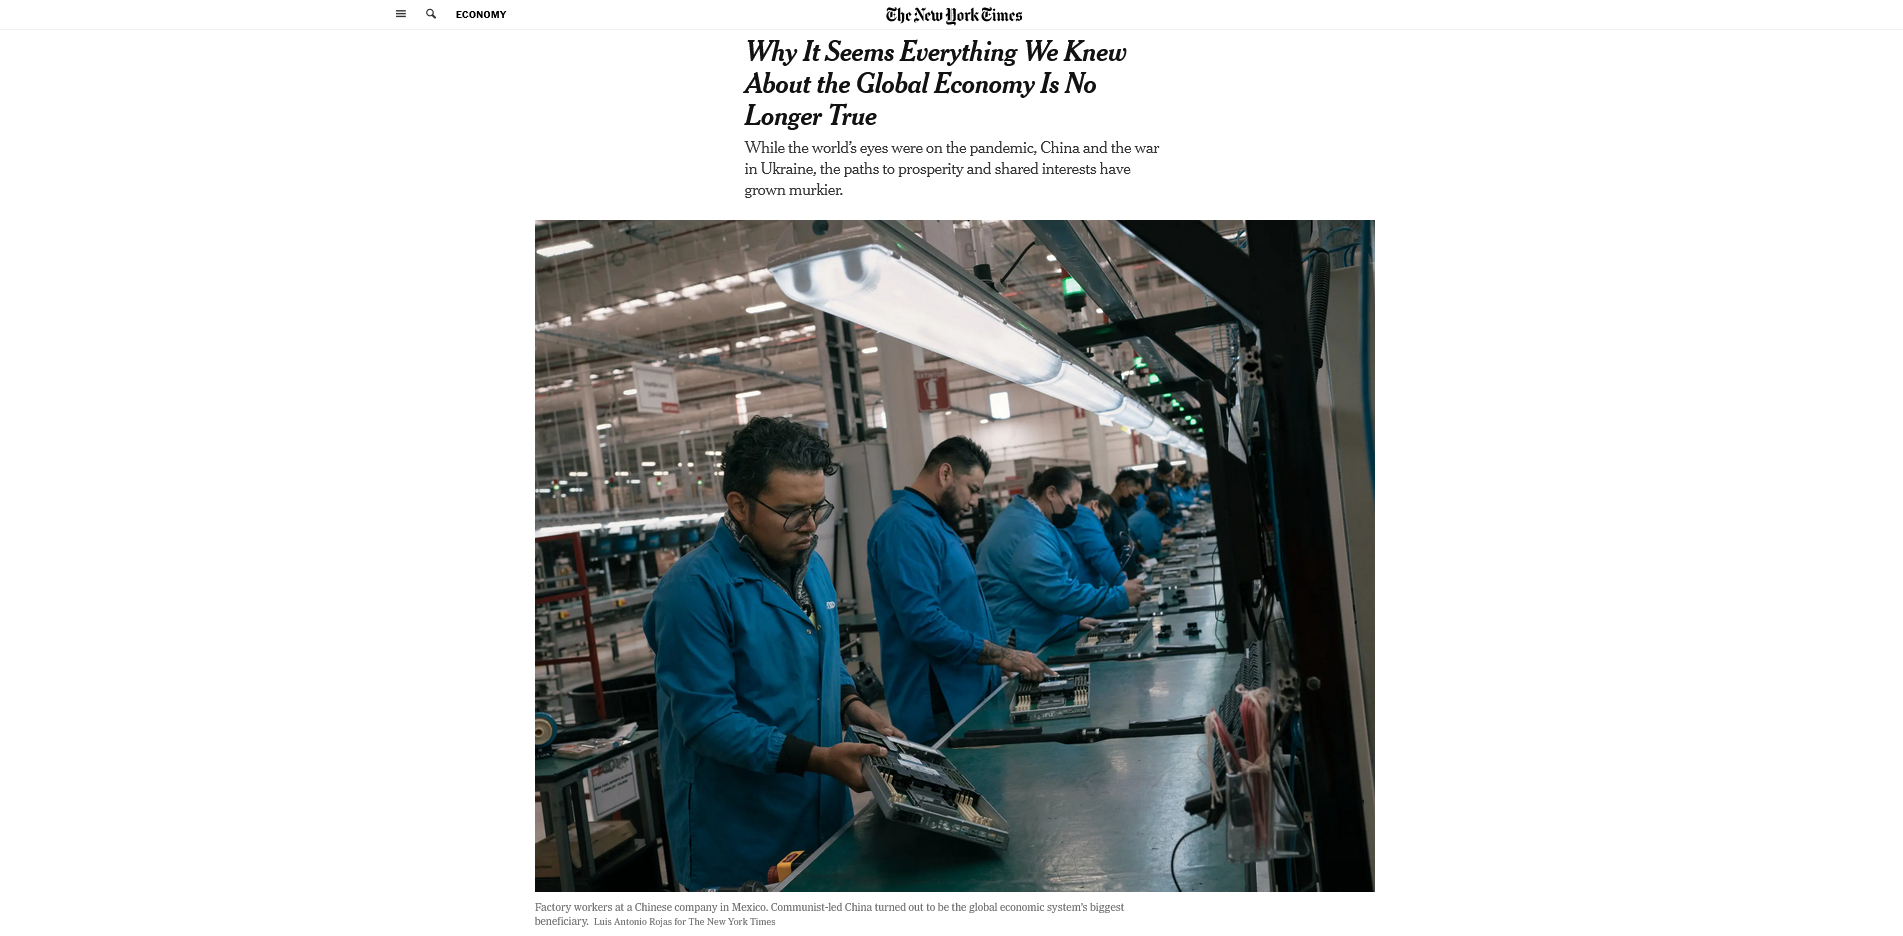 ECONOMY
The New York Times
Why It Seems Everything We Knew
About the Global Economy Is No
Longer True
While the world's eyes were on the pandemic, China and the war
in Ukraine, the paths to prosperity and shared interests have
grown murkier.
Factory workers at a Chinese company in Mexico. Communist-led China turned out to be the global economic system's biggest
beneficiary. Luis Antonio Rojas for The New York Times